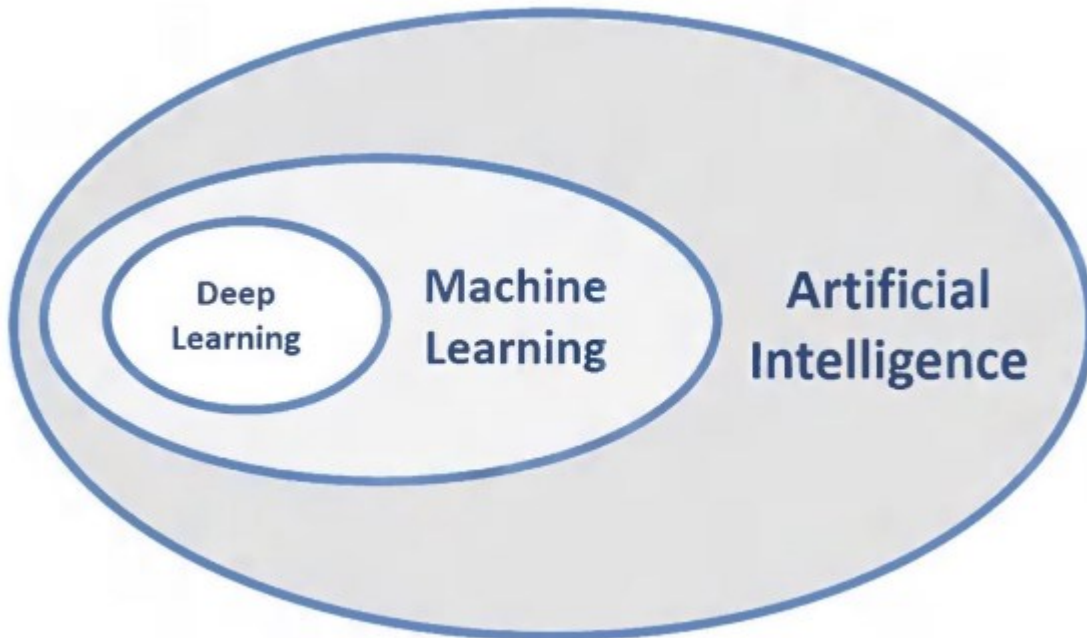 Deep
Learning
Machine
Learning
Artificial
Intelligence